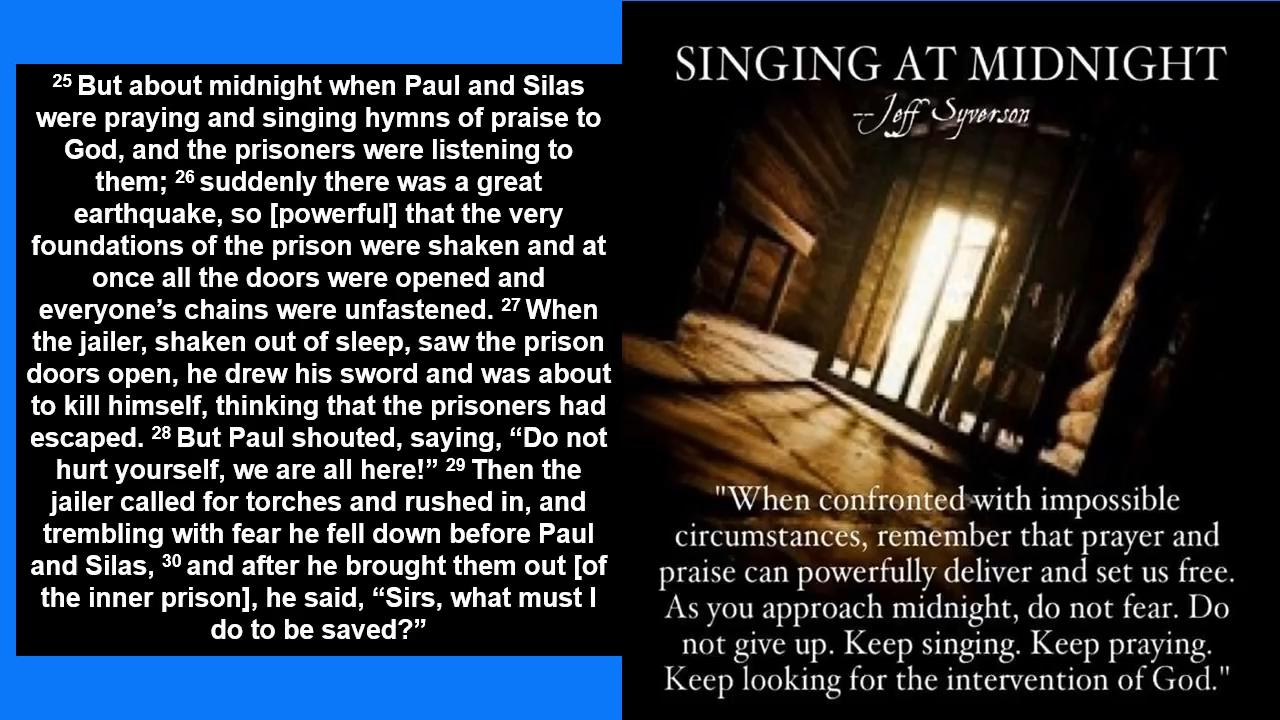 25 But about midnight when Paul and Silas
were praying and singing hymns of praise to
God, and the prisoners were listening to
them; 26 suddenly there was a great
earthquake, so [powerful] that the very
foundations of the prison were shaken and at
once all the doors were opened and
everyone’s chains were unfastened. 27 When
the jailer, shaken out of sleep, saw the prison
doors open, he drew his sword and was about
to kill himself, thinking that the prisoners had
escaped. 28 But Paul shouted, saying, “Do not
hurt yourself, we are all here!” 29 Then the
jailer called for torches and rushed in, and
trembling with fear he fell down before Paul
and Silas, 30 and after he brought them out [of
the inner prison], he said, “Sirs, what must I
do to be saved?”
SINGING AT MIDNIGHT
--Jeff Syverson
"When confronted with impossible
circumstances, remember that prayer and
praise can powerfully deliver and set us free.
As you approach midnight, do not fear. Do
not give up. Keep singing. Keep praying.
Keep looking for the intervention of God."